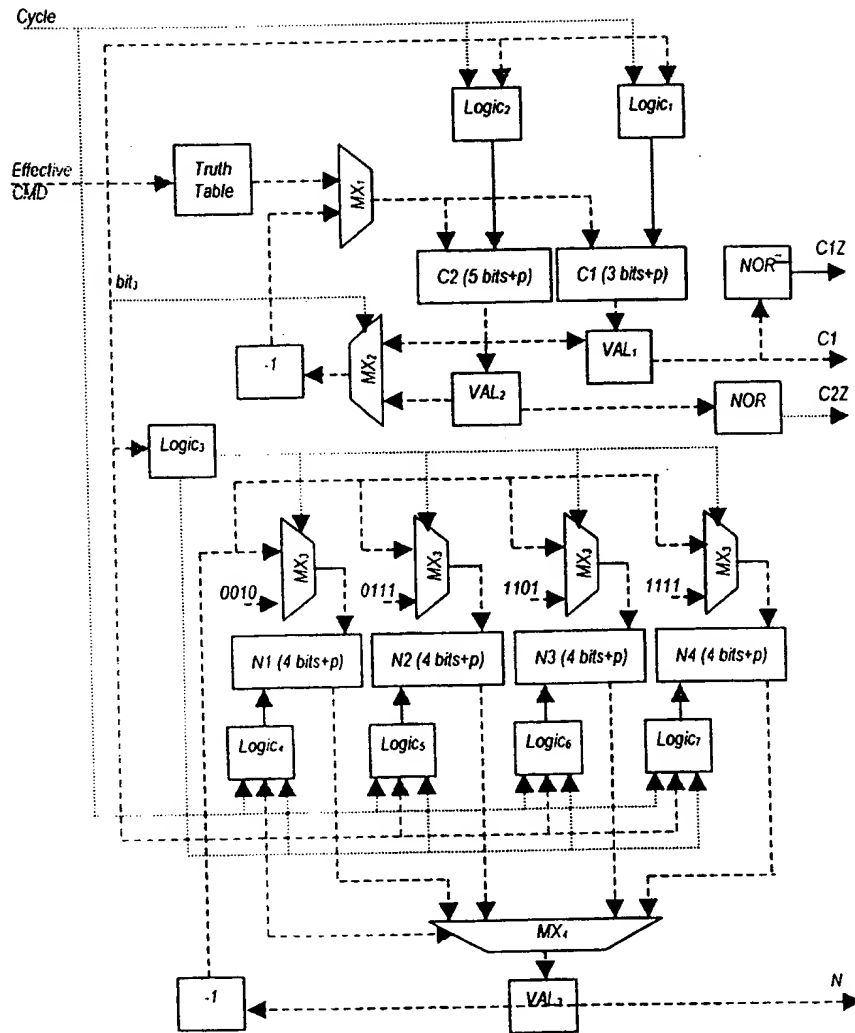 Cycle
Logic₂
Logic₁
Effective
CMD
Truth
Table
MX₁
C2 (5 bits+p)
C1 (3 bits+p)
NOR
C1Z
bit₃
-1
MX₂
VAL₁
C1
VAL₂
NOR
C2Z
Logic₃
MX₃
MX₃
MX₃
MX₃
0010
0111
1101
1111
N1 (4 bits+p)
N2 (4 bits+p)
N3 (4 bits+p)
N4 (4 bits+p)
Logic₄
Logic₅
Logic₆
Logic₇
MX₄
-1
VAL₃
N